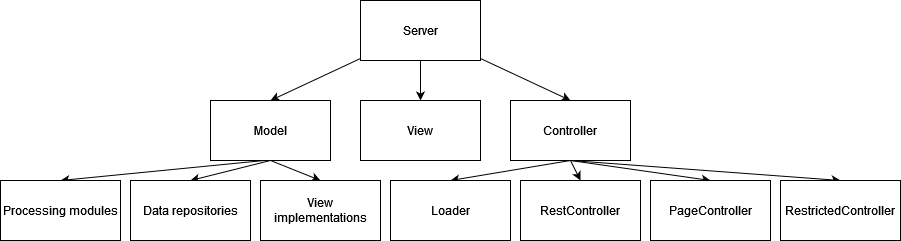 Server
Model
View
Controller
Processing modules
Data repositories
View
implementations
Loader
RestController
PageController
RestrictedController